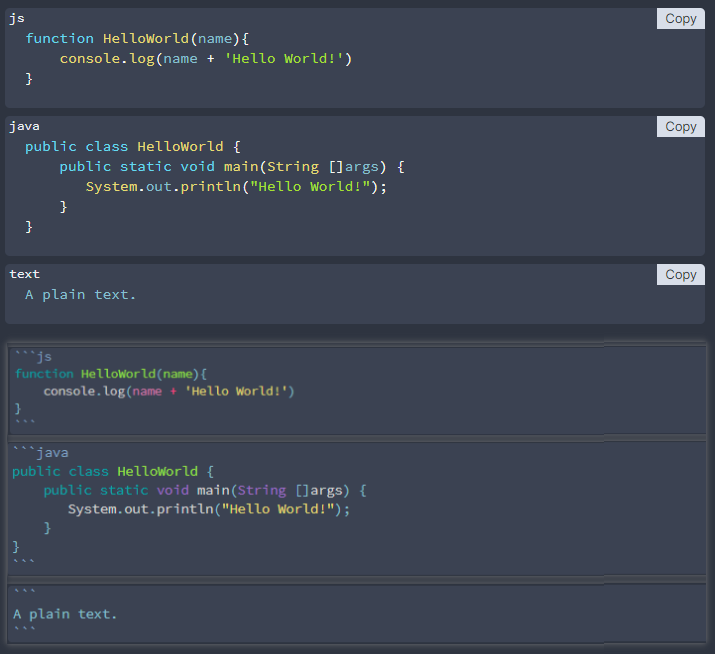 js
Copy
function HelloWorld(name){
    console.log(name + 'Hello World!')
}
java
Copy
public class HelloWorld {
    public static void main(String []args) {
       System.out.println("Hello World!");
    }
}
text
Copy
A plain text.
```js
function HelloWorld(name){
    console.log(name + 'Hello World!')
}
```
```java
public class HelloWorld {
    public static void main(String []args) {
       System.out.println("Hello World!");
    }
}
```
```
A plain text.
```